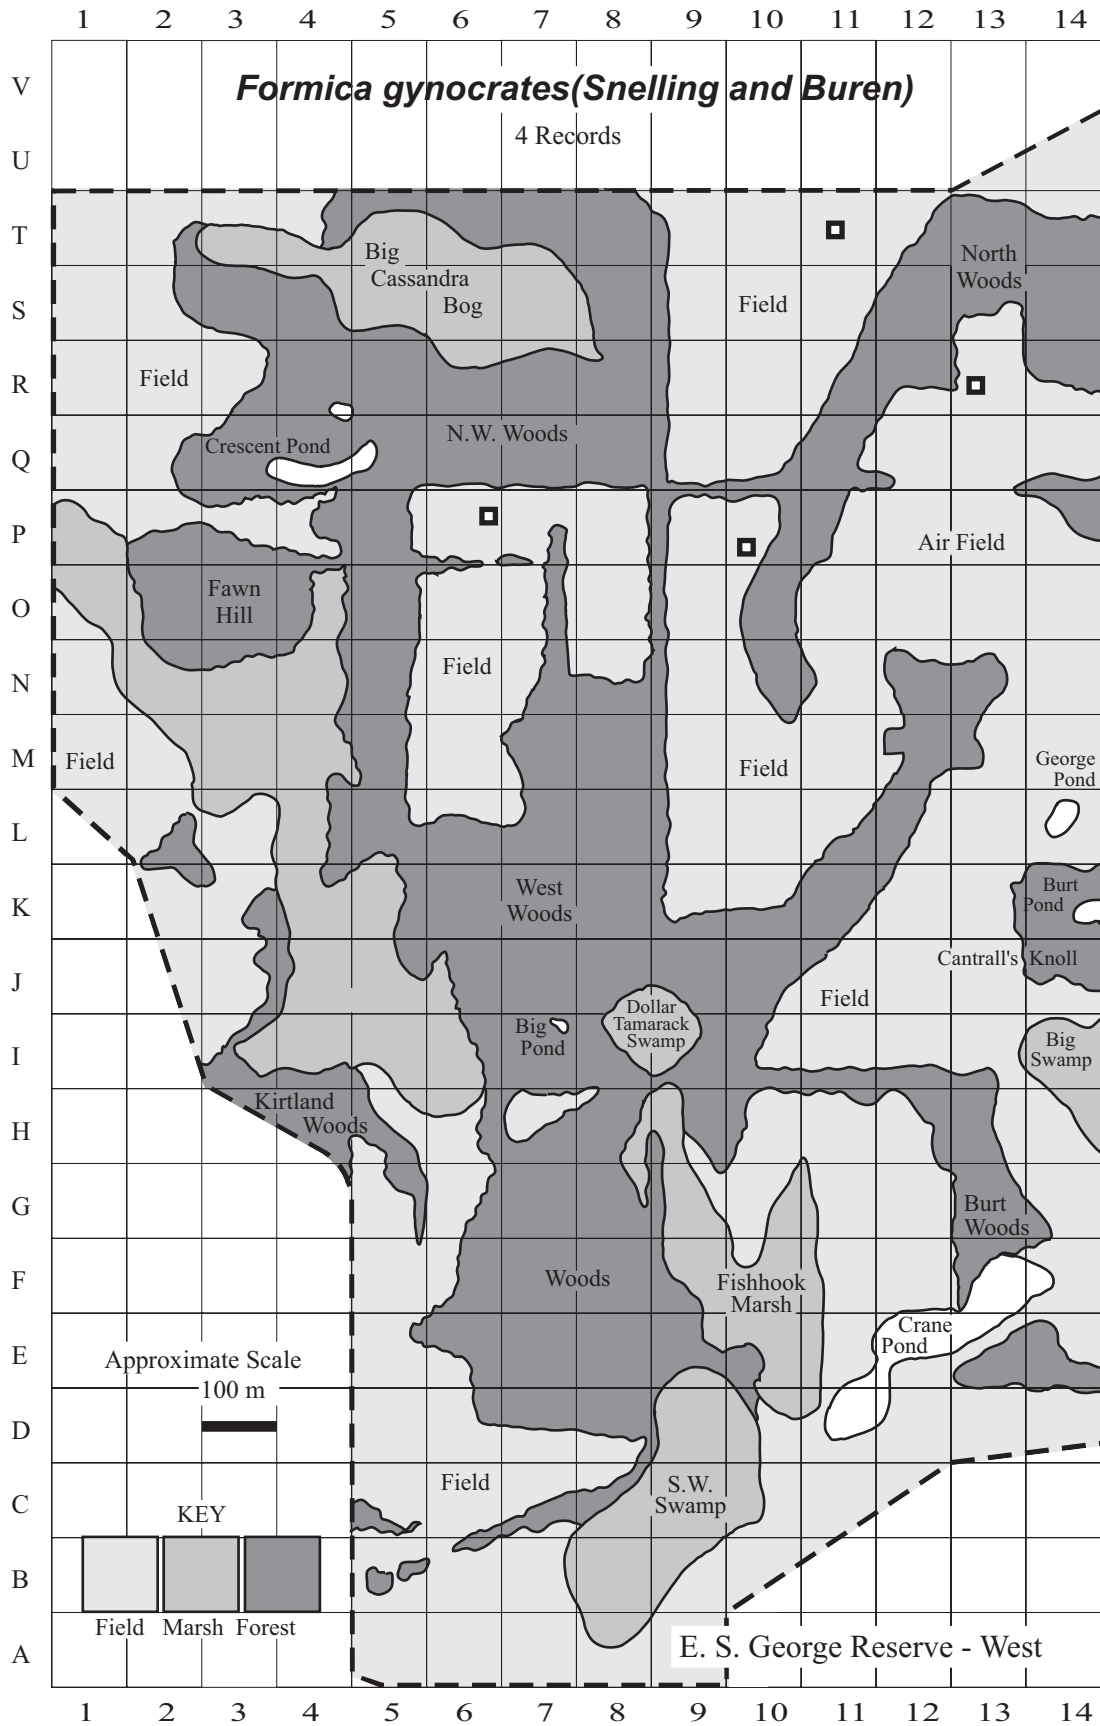 1 2 3 4 5 6 7 8 9 10 11 12 13 14
V
Formica gynocrates(Snelling and Buren)
4 Records
U
T
Big
Cassandra
Bog
North
Woods
S
Field
R
Field
N.W. Woods
Crescent Pond
Q
P
Air Field
Fawn
Hill
O
Field
N
M
Field
Field
George
Pond
L
West
Woods
Burt
Pond
K
Cantrall's Knoll
J
Field
Dollar
Tamarack
Swamp
Big
Pond
Big
Swamp
I
Kirtland
Woods
H
G
Burt
Woods
F
Woods
Fishhook
Marsh
Crane
Pond
E
Approximate Scale
100 m
D
Field
S.W.
Swamp
C
KEY
B
Field Marsh Forest
A
E. S. George Reserve - West
1 2 3 4 5 6 7 8 9 10 11 12 13 14